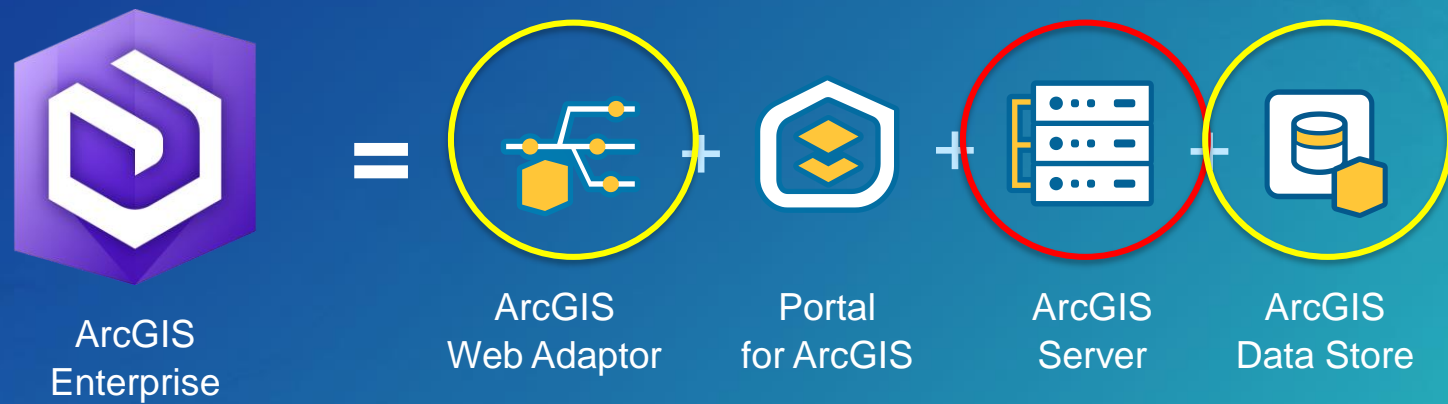 =
+
+
+
ArcGIS
Enterprise
ArcGIS
Web Adaptor
Portal
for ArcGIS
ArcGIS
Server
ArcGIS
Data Store